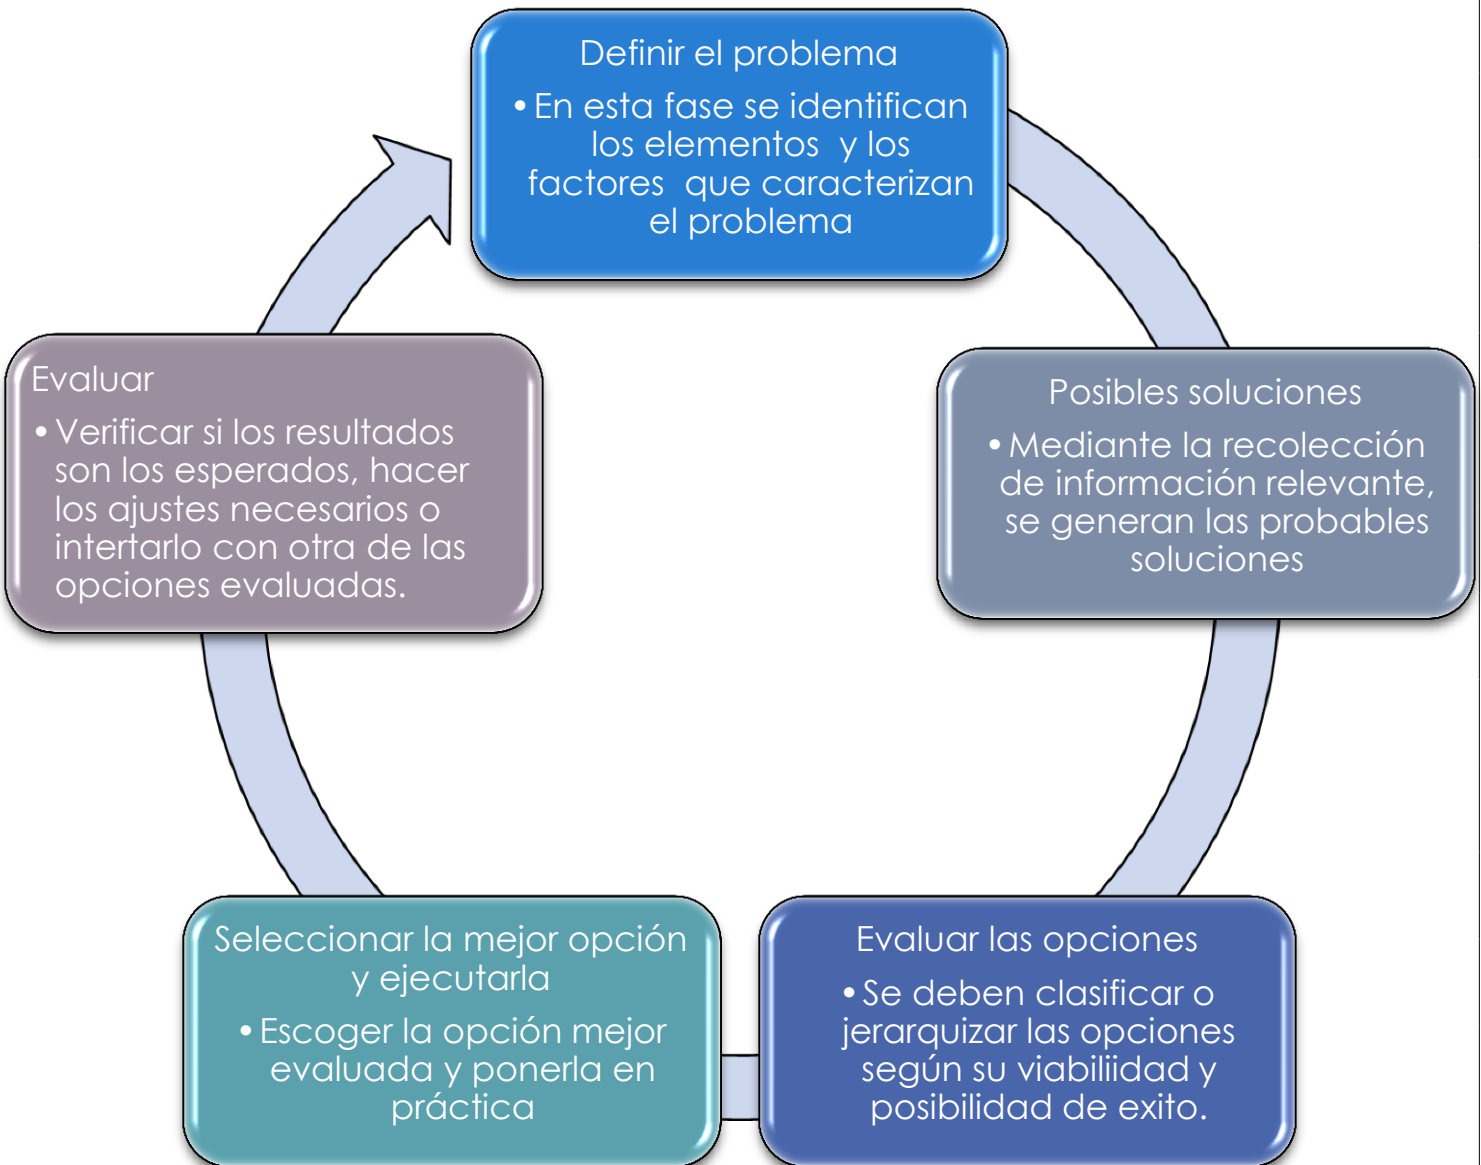 Definir el problema
• En esta fase se identifican
los elementos y los
factores que caracterizan
el problema
Posibles soluciones
• Mediante la recolección
de información relevante,
se generan las probables
soluciones
Evaluar las opciones
• Se deben clasificar o
jerarquizar las opciones
según su viabiliidad y
posibilidad de exito.
Seleccionar la mejor opción
y ejecutarla
• Escoger la opción mejor
evaluada y ponerla en
práctica
Evaluar
• Verificar si los resultados
son los esperados, hacer
los ajustes necesarios o
intertarlo con otra de las
opciones evaluadas.